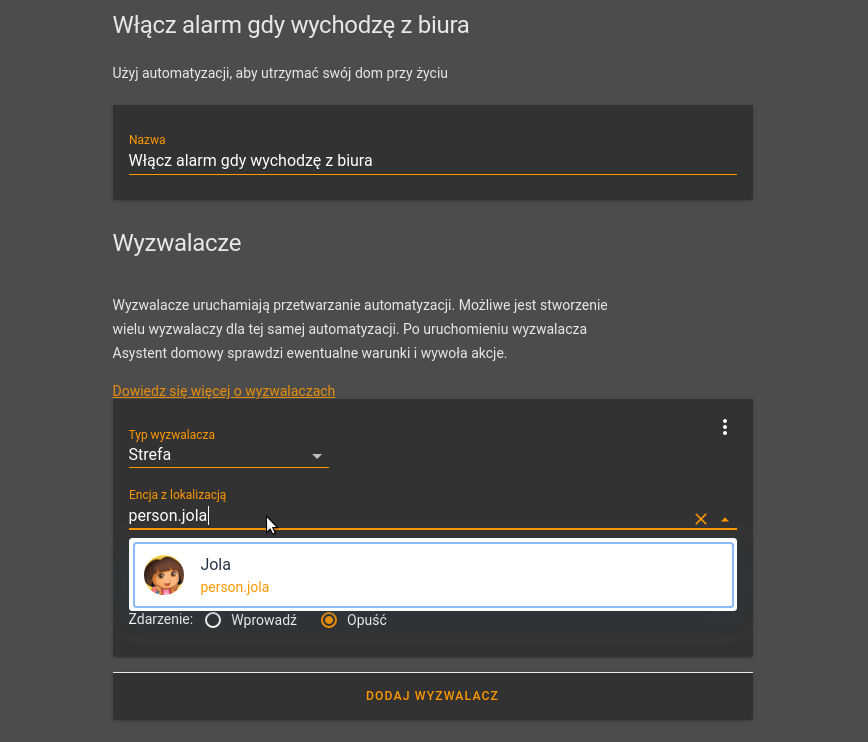 Włącz alarm gdy wychodzę z biura
Użyj automatyzacji, aby utrzymać swój dom przy życiu
Nazwa
Włącz alarm gdy wychodzę z biura
Wyzwalacze
Wyzwalacze uruchamiają przetwarzanie automatyzacji. Możliwe jest stworzenie
wielu wyzwalaczy dla tej samej automatyzacji. Po uruchomieniu wyzwalacza
Asystent domowy sprawdzi ewentualne warunki i wywoła akcje.
Dowiedz się więcej o wyzwalaczach
Typ wyzwalacza
Strefa
Encja z lokalizacją
person.jola
Jola
person.jola
Zdarzenie: Wprowadź Opuść
DODAJ WYZWALACZ